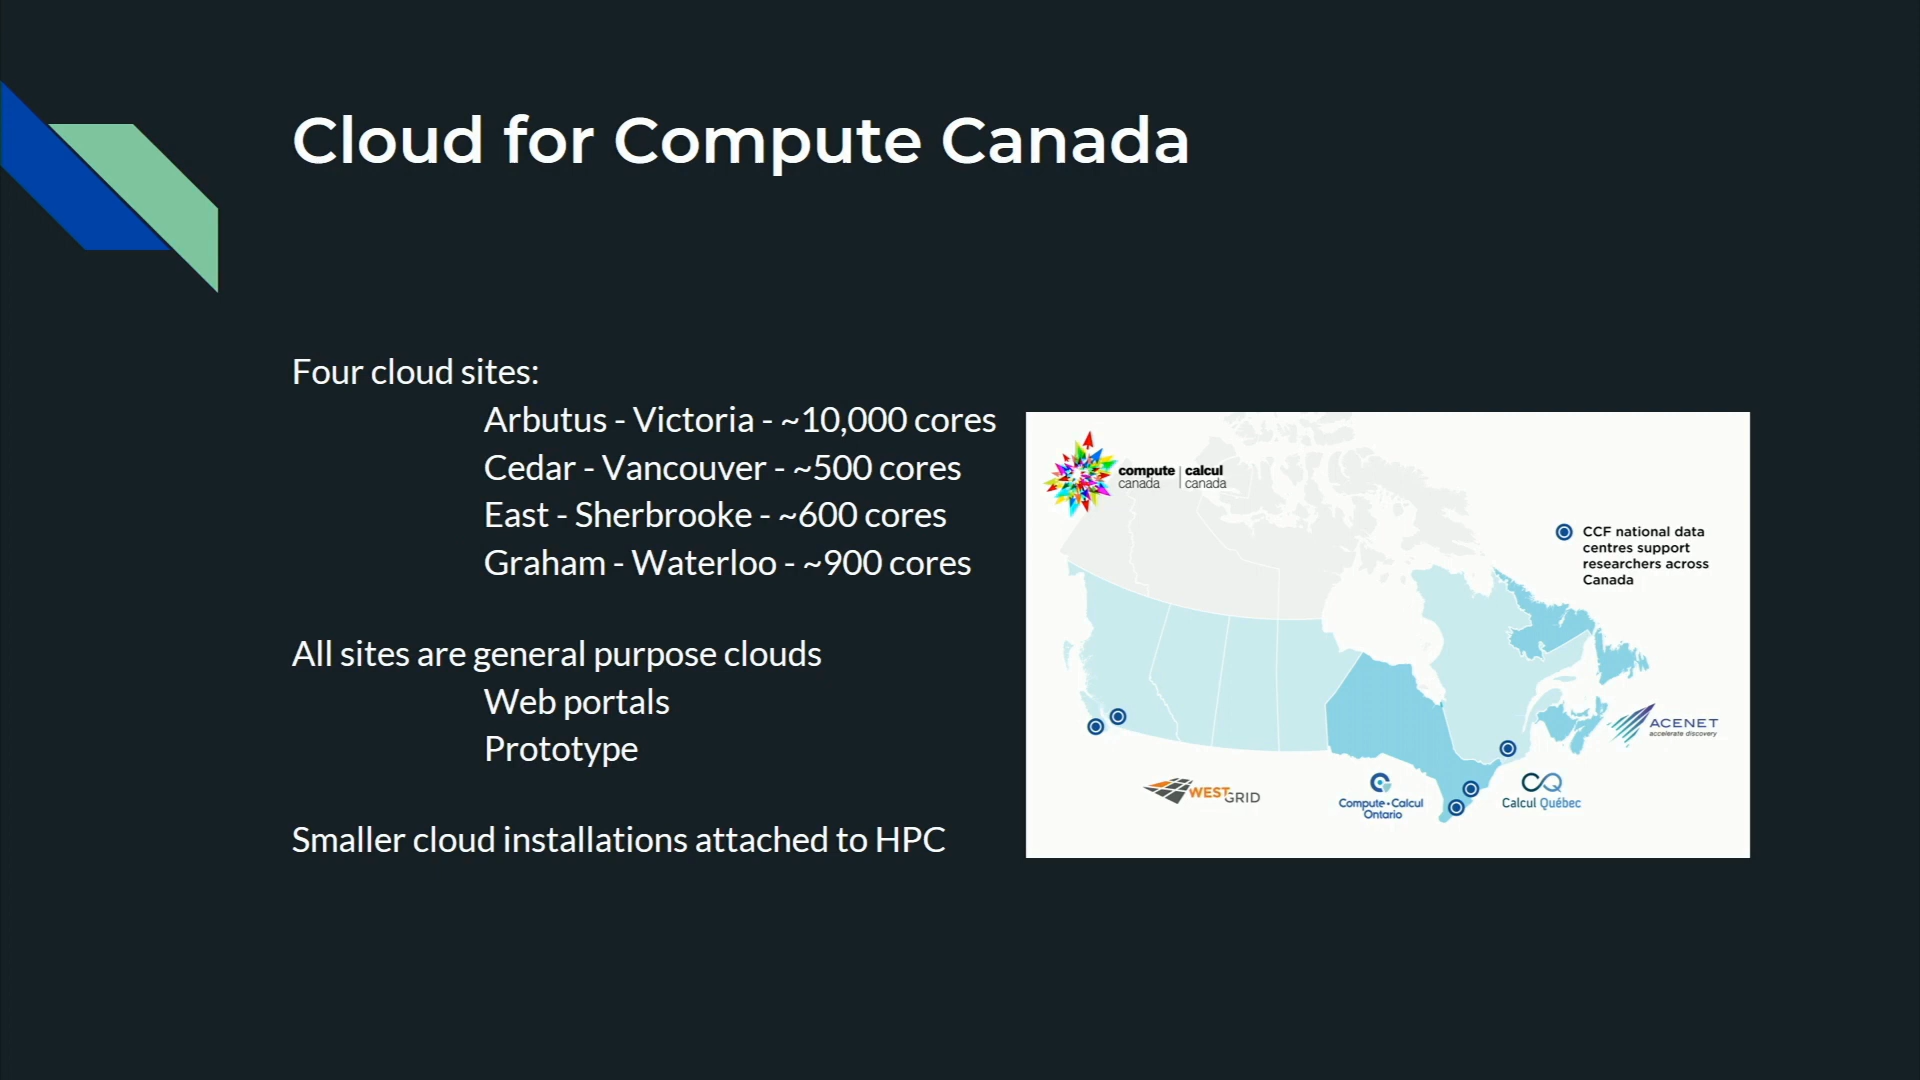 Cloud for Compute Canada
Four cloud sites:
Arbutus - Victoria - ~10,000 cores
Cedar - Vancouver - ~500 cores
East - Sherbrooke - ~600 cores
Graham - Waterloo - ~900 cores
All sites are general purpose clouds
Web portals
Prototype
Smaller cloud installations attached to HPC
compute | calcul
canada | canada
CCF national data
centres support
researchers across
Canada
ACENET
accelerate discovery
WESTGRID
Compute • Calcul
Ontario
CQ
Calcul Québec